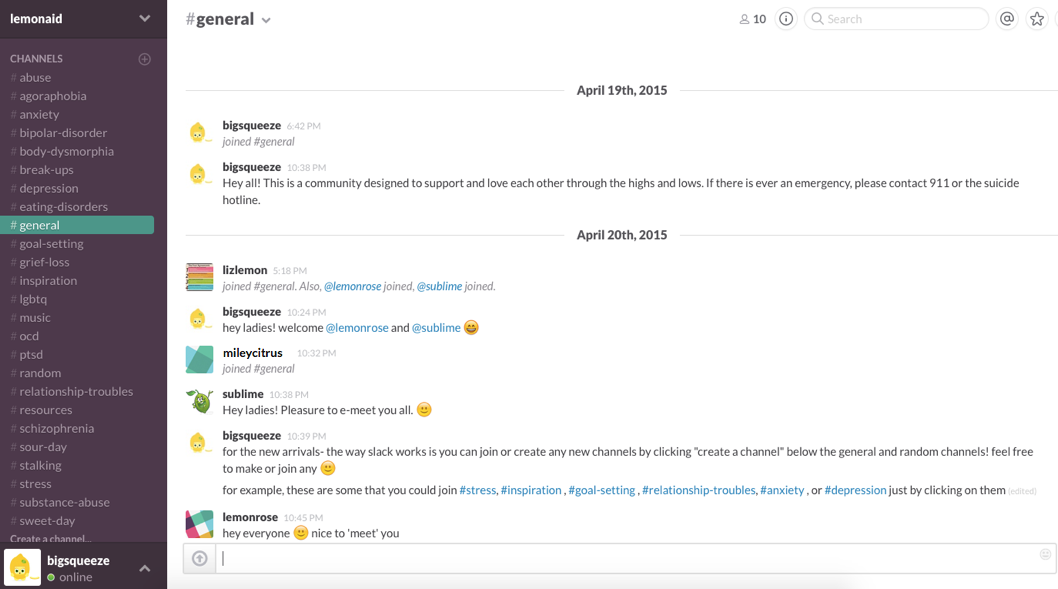 lemonaid
#general
10
Search
CHANNELS
# abuse
# agoraphobia
# anxiety
# bipolar-disorder
# body-dysmorphia
# break-ups
# depression
# eating-disorders
# general
# goal-setting
# grief-loss
# inspiration
# lgbtq
# music
# ocd
# ptsd
# random
# relationship-troubles
# resources
# schizophrenia
# sour-day
# stalking
# stress
# substance-abuse
# sweet-day
Create a channel...
bigsqueeze
online
April 19th, 2015
bigsqueeze 6:42 PM
joined #general
bigsqueeze 10:38 PM
Hey all! This is a community designed to support and love each other through the highs and lows. If there is ever an emergency, please contact 911 or the suicide
hotline.
April 20th, 2015
lizlemon 5:18 PM
joined #general. Also, @lemonrose joined, @sublime joined.
bigsqueeze 10:24 PM
hey ladies! welcome @lemonrose and @sublime
mileycitrus 10:32 PM
joined #general
sublime 10:38 PM
Hey ladies! Pleasure to e-meet you all.
bigsqueeze 10:39 PM
for the new arrivals- the way slack works is you can join or create any new channels by clicking "create a channel" below the general and random channels! feel free
to make or join any
for example, these are some that you could join #stress, #inspiration , #goal-setting , #relationship-troubles, #anxiety , or #depression just by clicking on them (edited)
lemonrose 10:45 PM
hey everyone nice to 'meet' you